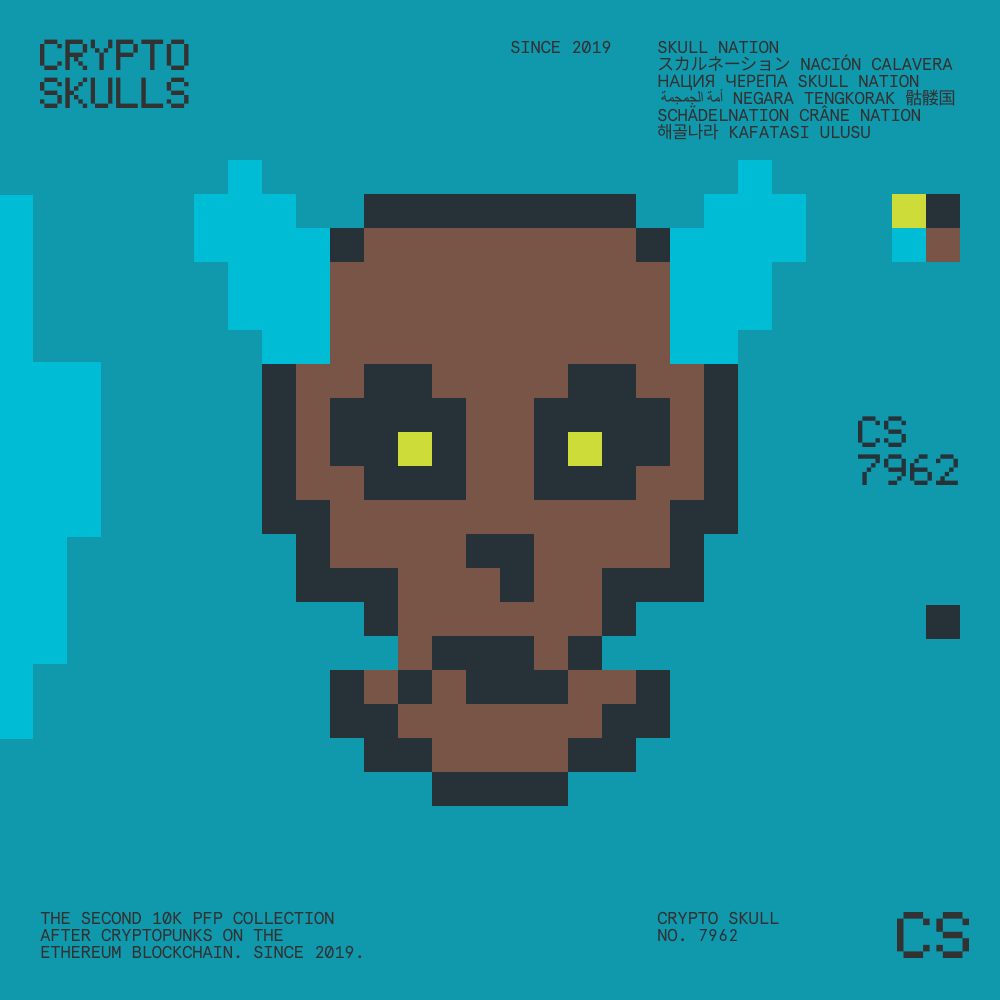 CRYPTO
SKULLS
SINCE 2019
SKULL NATION
スカルネーション NACIÓN CALAVERA
НАЦИЯ ЧЕРЕПА SKULL NATION
أمة الجمجمة NEGARA TENGKORAK 骷髅国
SCHÄDELNATION CRÂNE NATION
해골나라 KAFATASI ULUSU
CS
7962
THE SECOND 10K PFP COLLECTION
AFTER CRYPTOPUNKS ON THE
ETHEREUM BLOCKCHAIN. SINCE 2019.
CRYPTO SKULL
NO. 7962
CS